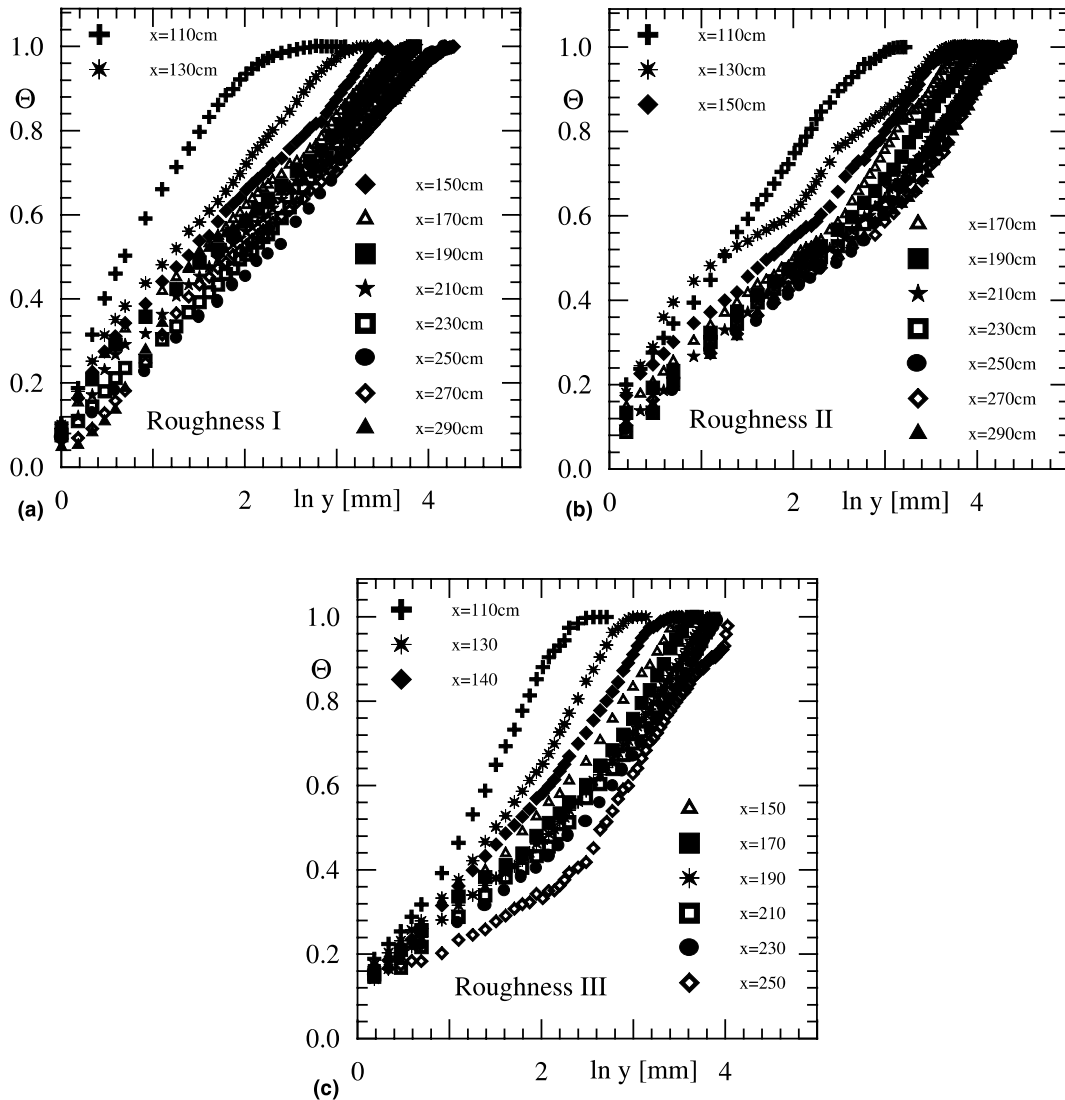 x=110cm
x=130cm
1.0
Θ
0.8
0.6
0.4
0.2
0.0
x=150cm
x=170cm
x=190cm
x=210cm
x=230cm
x=250cm
x=270cm
x=290cm
Roughness I
0
2
ln y [mm]
4
(a)
x=110cm
x=130cm
x=150cm
1.0
Θ
0.8
0.6
0.4
0.2
0.0
x=170cm
x=190cm
x=210cm
x=230cm
x=250cm
x=270cm
x=290cm
Roughness II
0
2
ln y [mm]
4
(b)
x=110cm
x=130
x=140
1.0
Θ
0.8
0.6
0.4
0.2
0.0
x=150
x=170
x=190
x=210
x=230
x=250
Roughness III
0
2
ln y [mm]
4
(c)